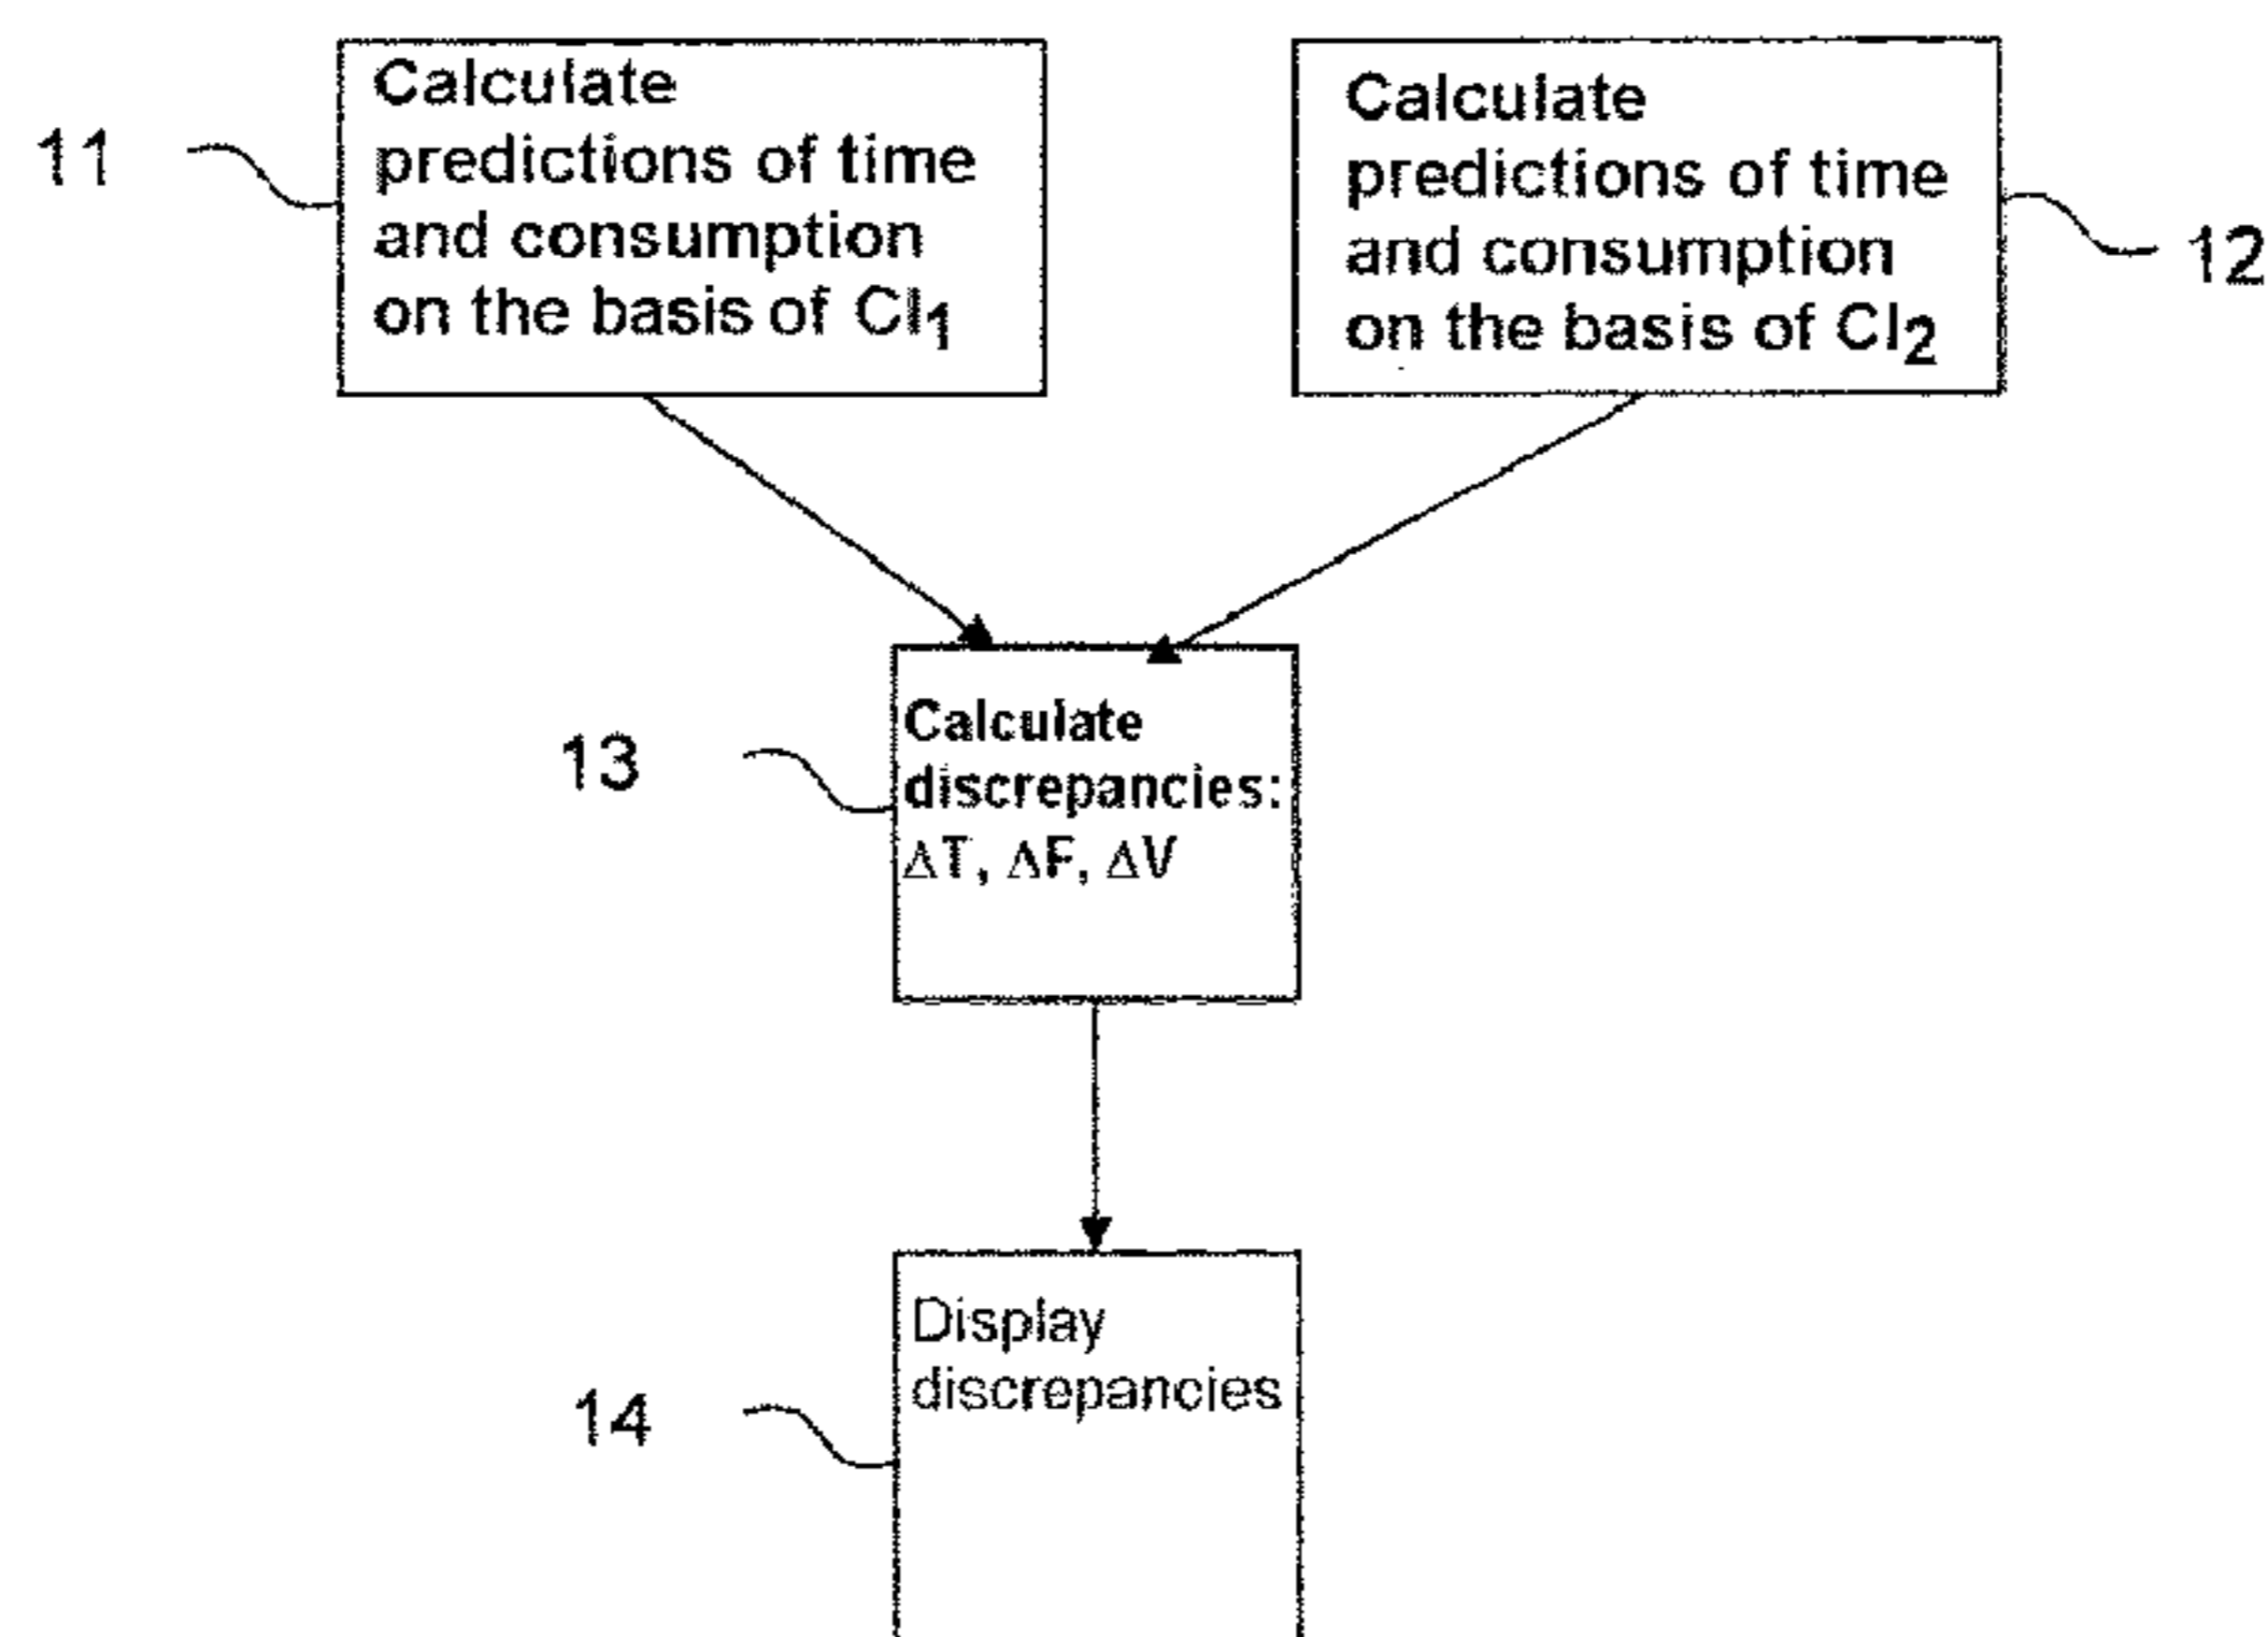 11
Calculate
predictions of time
and consumption
on the basis of CI₁
Calculate
predictions of time
and consumption
on the basis of CI₂
12
13
Calculate
discrepancies:
ΔT, ΔF, ΔV
14
Display
discrepancies